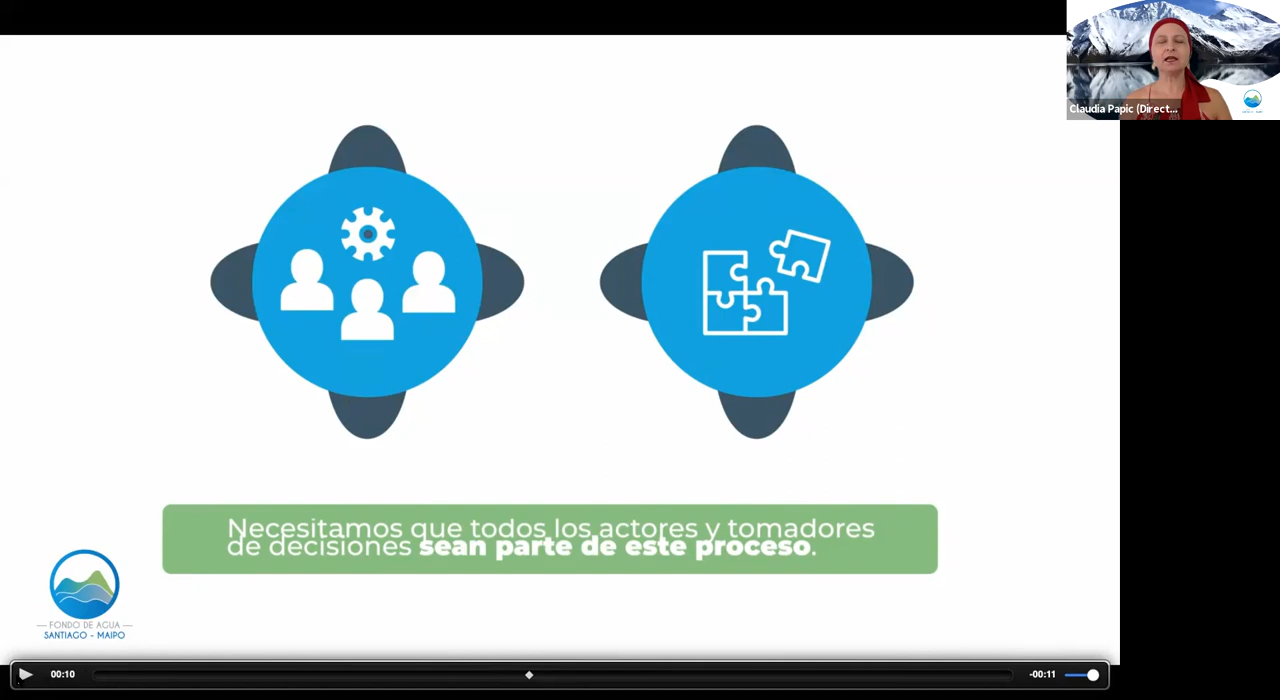 Claudia Papic (Direct...
Necesitamos que todos los actores y tomadores
de decisiones sean parte de este proceso.
FONDO DE AGUA
SANTIAGO - MAIPO
00:10
-00:11